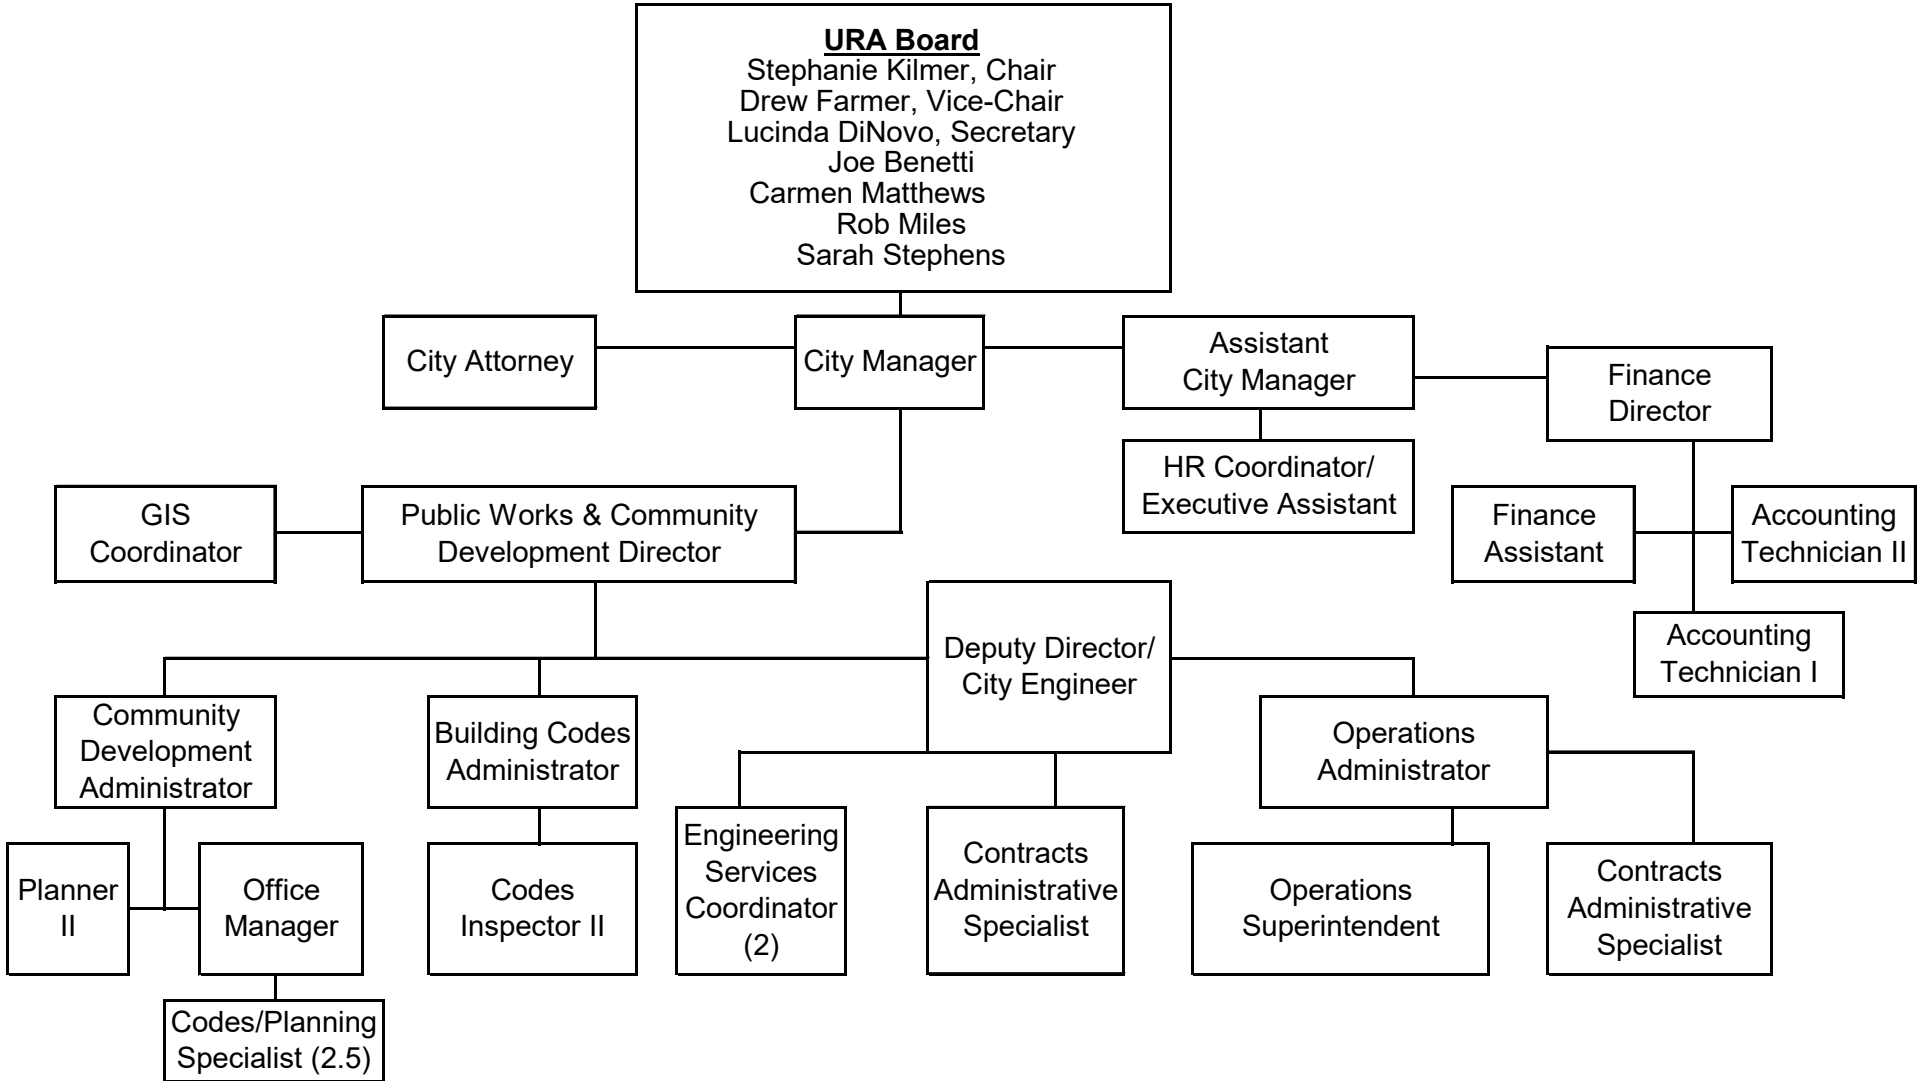 URA Board
Stephanie Kilmer, Chair
Drew Farmer, Vice-Chair
Lucinda DiNovo, Secretary
Joe Benetti
Carmen Matthews
Rob Miles
Sarah Stephens
City Attorney
City Manager
Assistant
City Manager
Finance
Director
HR Coordinator/
Executive Assistant
GIS
Coordinator
Public Works & Community
Development Director
Finance
Assistant
Accounting
Technician II
Accounting
Technician I
Deputy Director/
City Engineer
Community
Development
Administrator
Building Codes
Administrator
Operations
Administrator
Planner
II
Office
Manager
Codes
Inspector II
Engineering
Services
Coordinator
(2)
Contracts
Administrative
Specialist
Operations
Superintendent
Contracts
Administrative
Specialist
Codes/Planning
Specialist (2.5)